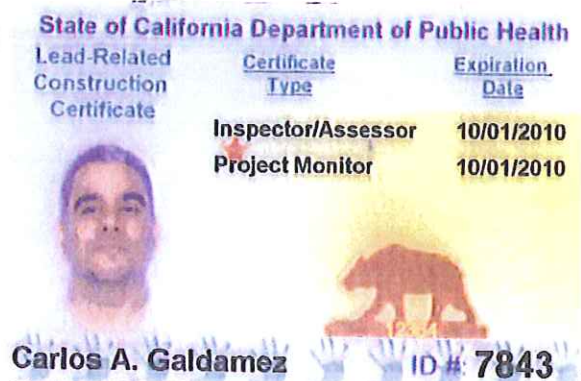 State of California Department of Public Health
Lead-Related Construction Certificate
Certificate Type
Expiration Date
Inspector/Assessor 10/01/2010
Project Monitor 10/01/2010
Carlos A. Galdamez ID #: 7843